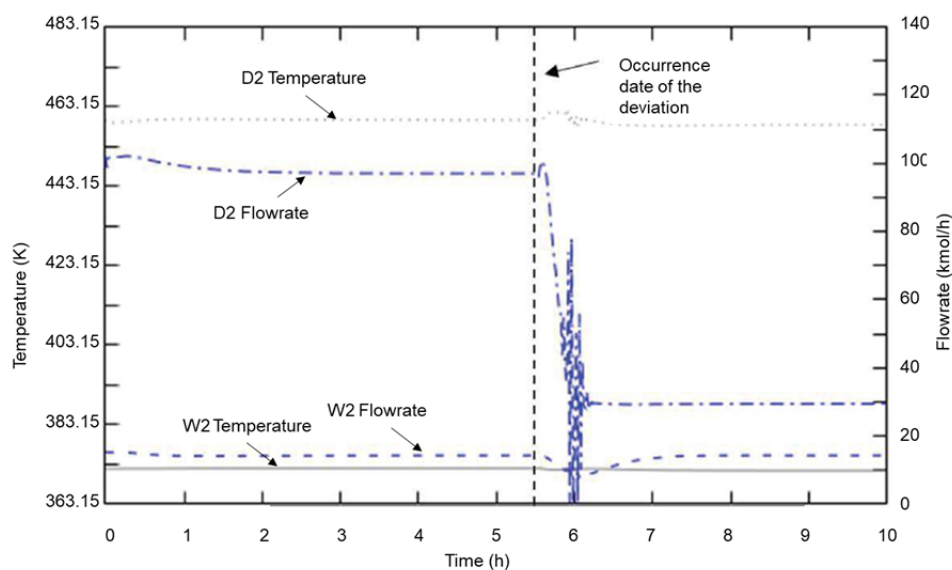 483.15
463.15
443.15
423.15
403.15
383.15
363.15
Temperature (K)
140
120
100
80
60
40
20
0
Flowrate (kmol/h)
D2 Temperature
Occurrence
date of the
deviation
D2 Flowrate
W2 Flowrate
W2 Temperature
0 1 2 3 4 5 6 7 8 9 10
Time (h)